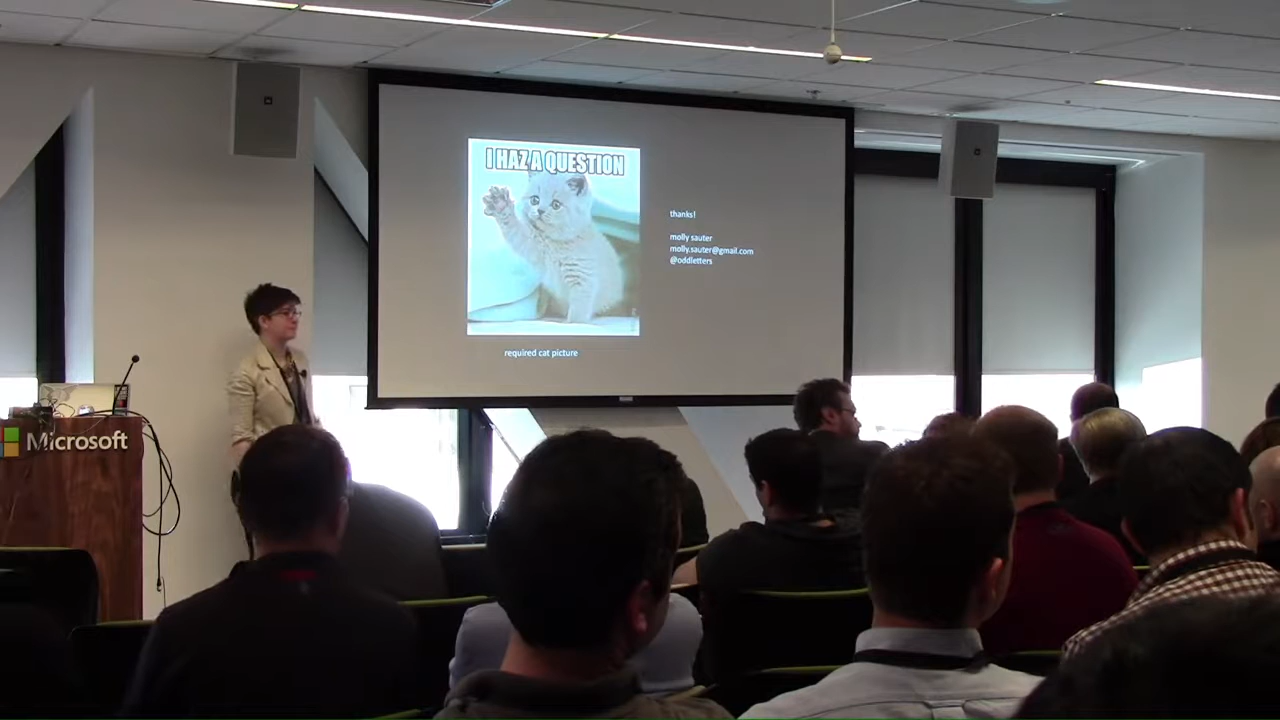 I HAZ A QUESTION
thanks!
molly sauter
molly.sauter@gmail.com
@oddletters
required cat picture
Microsoft